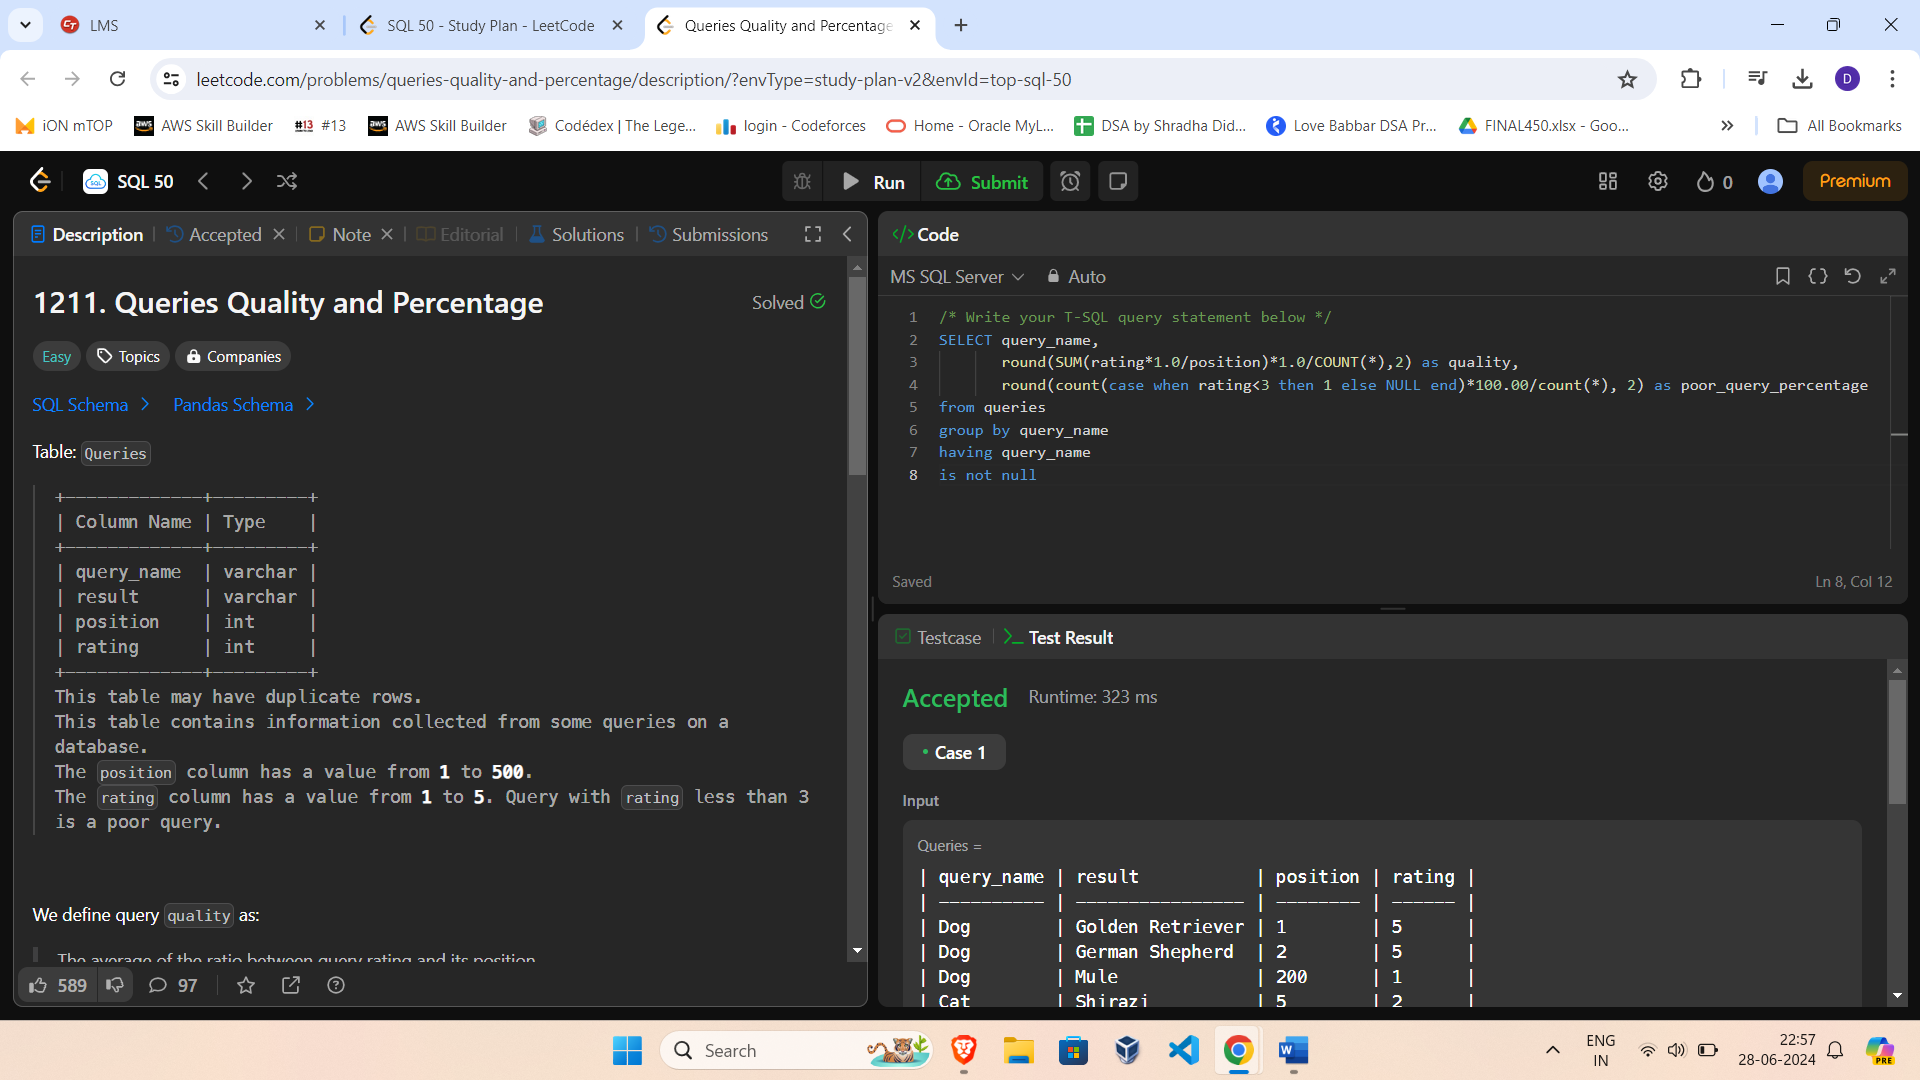 LMS
SQL 50 - Study Plan - LeetCode
Queries Quality and Percentage
leetcode.com/problems/queries-quality-and-percentage/description/?envType=study-plan-v2&envId=top-sql-50
D
iON mTOP
AWS Skill Builder
#13 #13
AWS Skill Builder
Codédex | The Lege...
login - Codeforces
Home - Oracle MyL...
DSA by Shradha Did...
Love Babbar DSA Pr...
FINAL450.xlsx - Goo...
All Bookmarks
SQL 50
Run
Submit
0
Premium
Description
Accepted
Note
Editorial
Solutions
Submissions
1211. Queries Quality and Percentage
Solved
Easy
Topics
Companies
SQL Schema
Pandas Schema
Table: Queries
+-------------+---------+
| Column Name | Type    |
+-------------+---------+
| query_name  | varchar |
| result      | varchar |
| position    | int     |
| rating      | int     |
+-------------+---------+
This table may have duplicate rows.
This table contains information collected from some queries on a
database.
The position column has a value from 1 to 500.
The rating column has a value from 1 to 5. Query with rating less than 3
is a poor query.
We define query quality as:
The average of the ratio between query rating and its position.
589
97
Code
MS SQL Server
Auto
1 /* Write your T-SQL query statement below */
2 SELECT query_name,
3 round(SUM(rating*1.0/position)*1.0/COUNT(*),2) as quality,
4 round(count(case when rating<3 then 1 else NULL end)*100.00/count(*), 2) as poor_query_percentage
5 from queries
6 group by query_name
7 having query_name
8 is not null
Saved
Ln 8, Col 12
Testcase
Test Result
Accepted
Runtime: 323 ms
Case 1
Input
Queries =
| query_name | result           | position | rating |
| ---------- | ---------------- | -------- | ------ |
| Dog        | Golden Retriever | 1        | 5      |
| Dog        | German Shepherd  | 2        | 5      |
| Dog        | Mule             | 200      | 1      |
| Cat        | Shirazi          | 5        | 2      |
Search
ENG
IN
22:57
28-06-2024
PRE